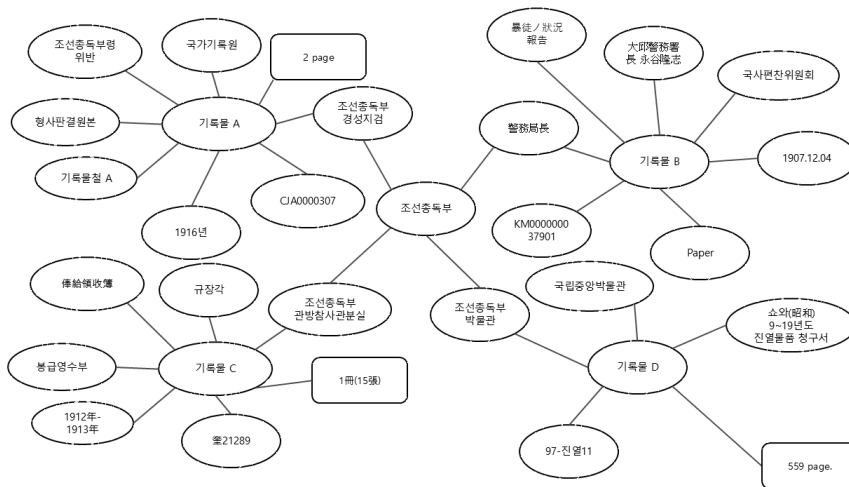 조선총독부령
위반
국가기록원
2 page
형사판결원본
기록물 A
조선총독부
경성지검
기록물철 A
CJA0000307
1916년
暴徒ノ狀況
報告
大邱警務署
長 永谷隆志
국사편찬위원회
警務局長
기록물 B
1907.12.04
KM0000000
37901
Paper
조선총독부
俸給領收簿
규장각
조선총독부
관방참사관분실
봉급영수부
기록물 C
1冊(15張)
1912年-
1913年
奎21289
국립중앙박물관
조선총독부
박물관
쇼와(昭和)
9~19년도
진열물품 청구서
기록물 D
97-진열11
559 page.